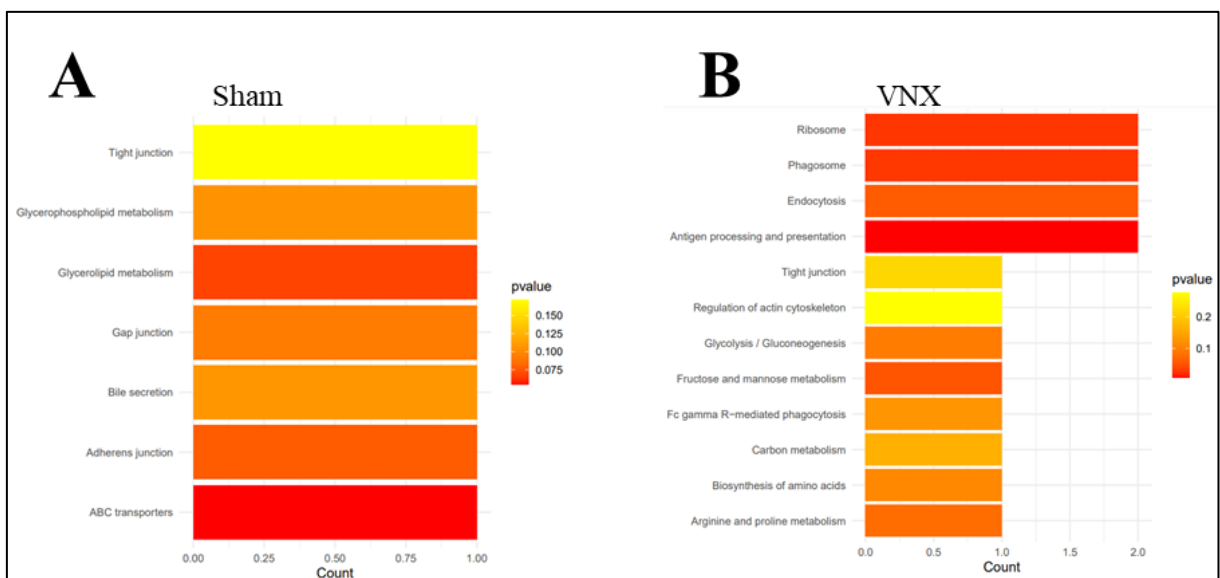 A
Sham
Tight junction
Glycerophospholipid metabolism
Glycerolipid metabolism
Gap junction
Bile secretion
Adherens junction
ABC transporters
0.00 0.25 0.50 0.75 1.00
Count
pvalue
0.150
0.125
0.100
0.075
B
VNX
Ribosome
Phagosome
Endocytosis
Antigen processing and presentation
Tight junction
Regulation of actin cytoskeleton
Glycolysis / Gluconeogenesis
Fructose and mannose metabolism
Fc gamma R−mediated phagocytosis
Carbon metabolism
Biosynthesis of amino acids
Arginine and proline metabolism
0.0 0.5 1.0 1.5 2.0
Count
pvalue
0.2
0.1